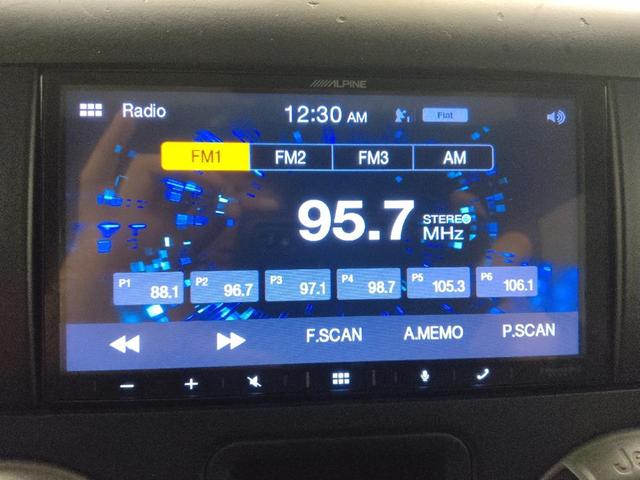 ALPINE
Radio 12:30 AM Flat
FM1 FM2 FM3 AM
95.7 STEREO
MHz
P1 88.1 P2 96.7 P3 97.1 P4 98.7 P5 105.3 P6 106.1
F.SCAN A.MEMO P.SCAN